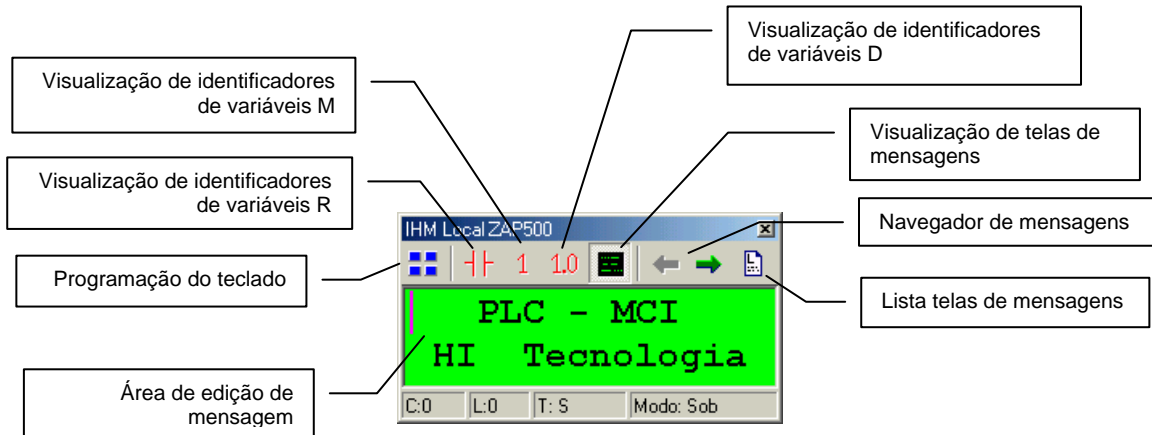 Visualização de identificadores
de variáveis D
Visualização de identificadores
de variáveis M
Visualização de telas de
mensagens
Visualização de identificadores
de variáveis R
Navegador de mensagens
Programação do teclado
Lista telas de mensagens
Área de edição de
mensagem
IHM Local ZAP500
1 1.0
PLC - MCI
HI Tecnologia
C:0 L:0 T: S Modo: Sob